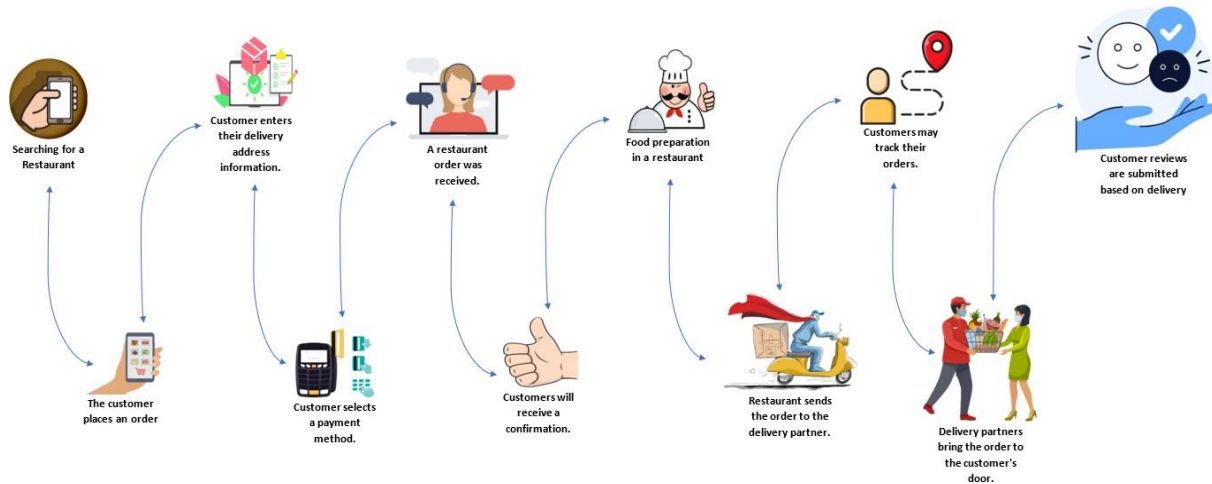 Searching for a
Restaurant
The customer
places an order
Customer enters
their delivery
address
information.
Customer selects
a payment
method.
A restaurant
order was
received.
Customers will
receive a
confirmation.
Food preparation
in a restaurant
Restaurant sends
the order to the
delivery partner.
Customers may
track their
orders.
Delivery partners
bring the order to
the customer's
door.
Customer reviews
are submitted
based on delivery